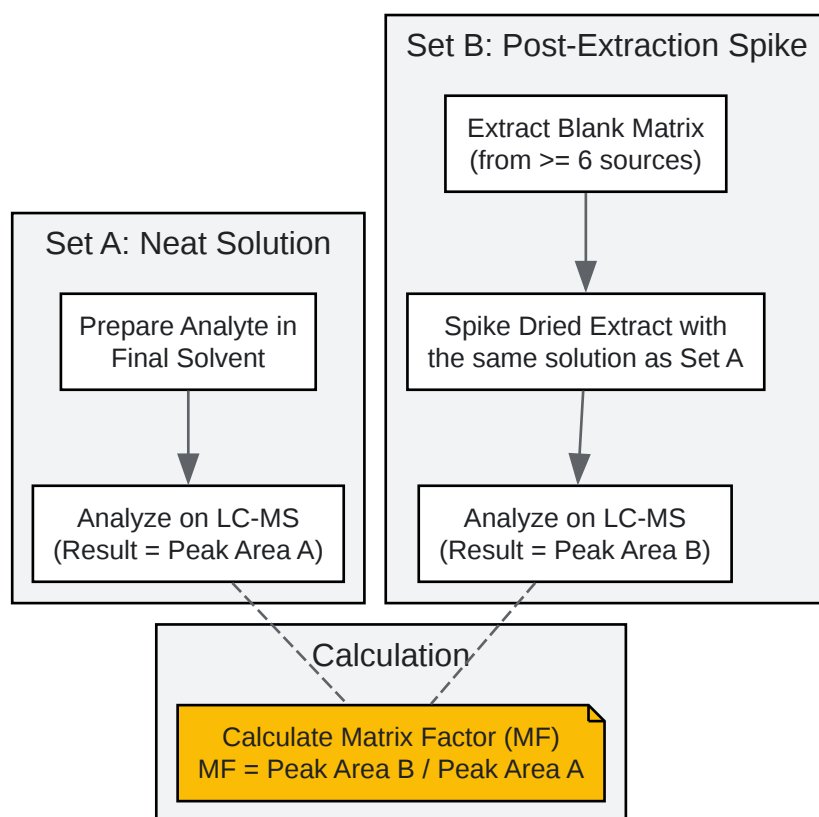 Set A: Neat Solution
Prepare Analyte in
Final Solvent
Analyze on LC-MS
(Result = Peak Area A)
Set B: Post-Extraction Spike
Extract Blank Matrix
(from >= 6 sources)
Spike Dried Extract with
the same solution as Set A
Analyze on LC-MS
(Result = Peak Area B)
Calculation
Calculate Matrix Factor (MF)
MF = Peak Area B / Peak Area A